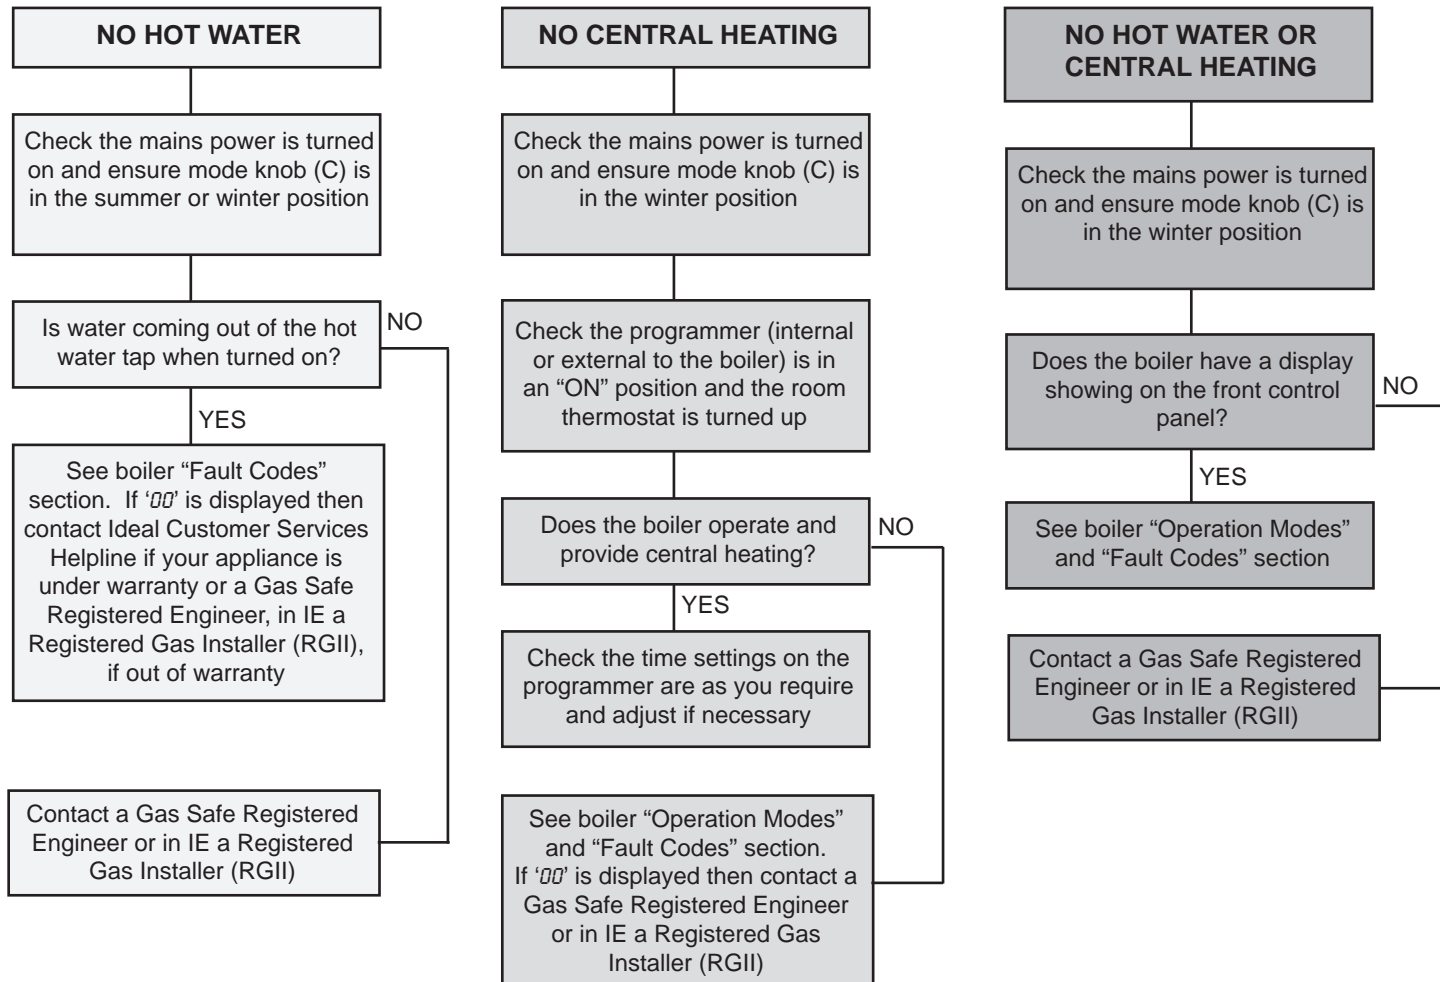 NO HOT WATER
Check the mains power is turned
on and ensure mode knob (C) is
in the summer or winter position
Is water coming out of the hot
water tap when turned on?
NO
YES
See boiler “Fault Codes”
section.  If ‘00’ is displayed then
contact Ideal Customer Services
Helpline if your appliance is
under warranty or a Gas Safe
Registered Engineer, in IE a
Registered Gas Installer (RGII),
if out of warranty
Contact a Gas Safe Registered
Engineer or in IE a Registered
Gas Installer (RGII)
NO CENTRAL HEATING
Check the mains power is turned
on and ensure mode knob (C) is
in the winter position
Check the programmer (internal
or external to the boiler) is in
an “ON” position and the room
thermostat is turned up
Does the boiler operate and
provide central heating?
NO
YES
Check the time settings on the
programmer are as you require
and adjust if necessary
See boiler “Operation Modes”
and “Fault Codes” section.
If ‘00’ is displayed then contact a
Gas Safe Registered Engineer
or in IE a Registered Gas
Installer (RGII)
NO HOT WATER OR
CENTRAL HEATING
Check the mains power is turned
on and ensure mode knob (C) is
in the winter position
Does the boiler have a display
showing on the front control
panel?
NO
YES
See boiler “Operation Modes”
and “Fault Codes” section
Contact a Gas Safe Registered
Engineer or in IE a Registered
Gas Installer (RGII)